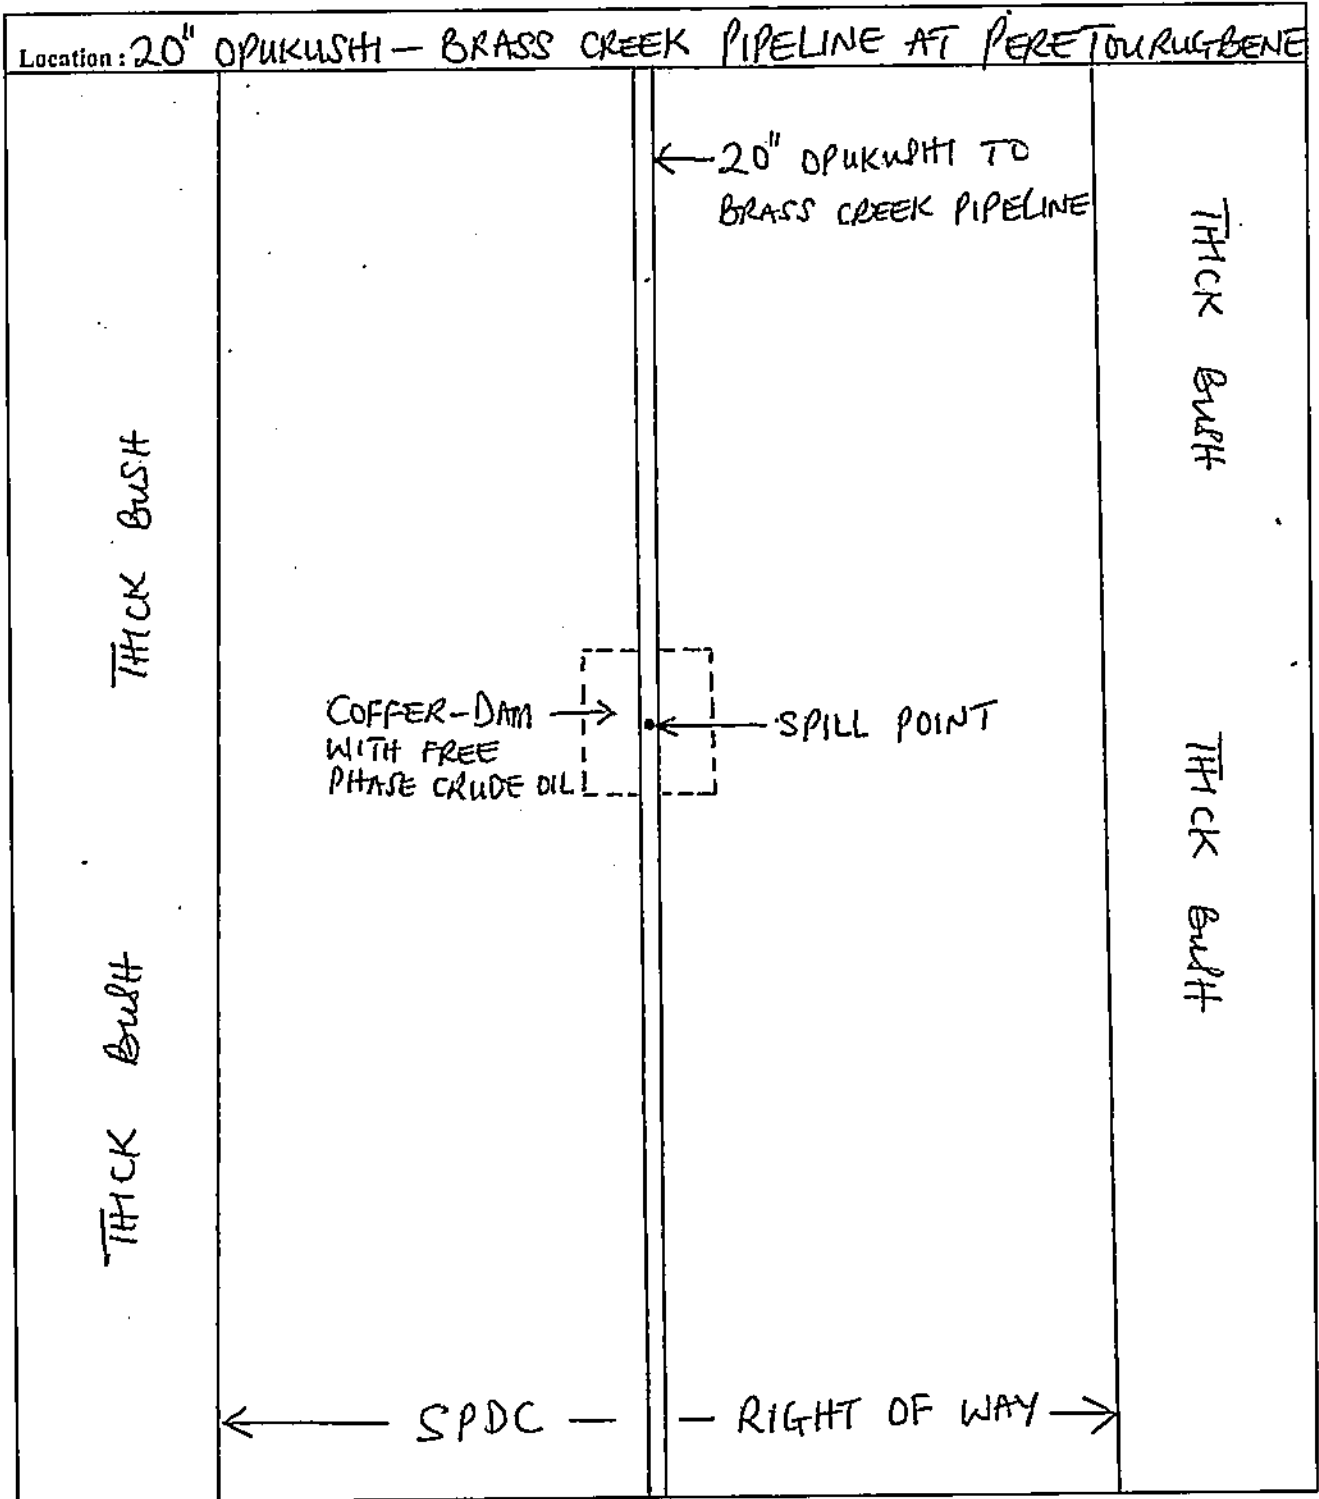 Location: 20" OPUKUSHI - BRASS CREEK PIPELINE AT PERETOURUGBENE
20" OPUKUSHI TO
BRASS CREEK PIPELINE
THICK BUSH
THICK BUSH
COFFER-DAM
WITH FREE
PHASE CRUDE OIL
SPILL POINT
THICK BUSH
THICK BUSH
SPDC - - RIGHT OF WAY